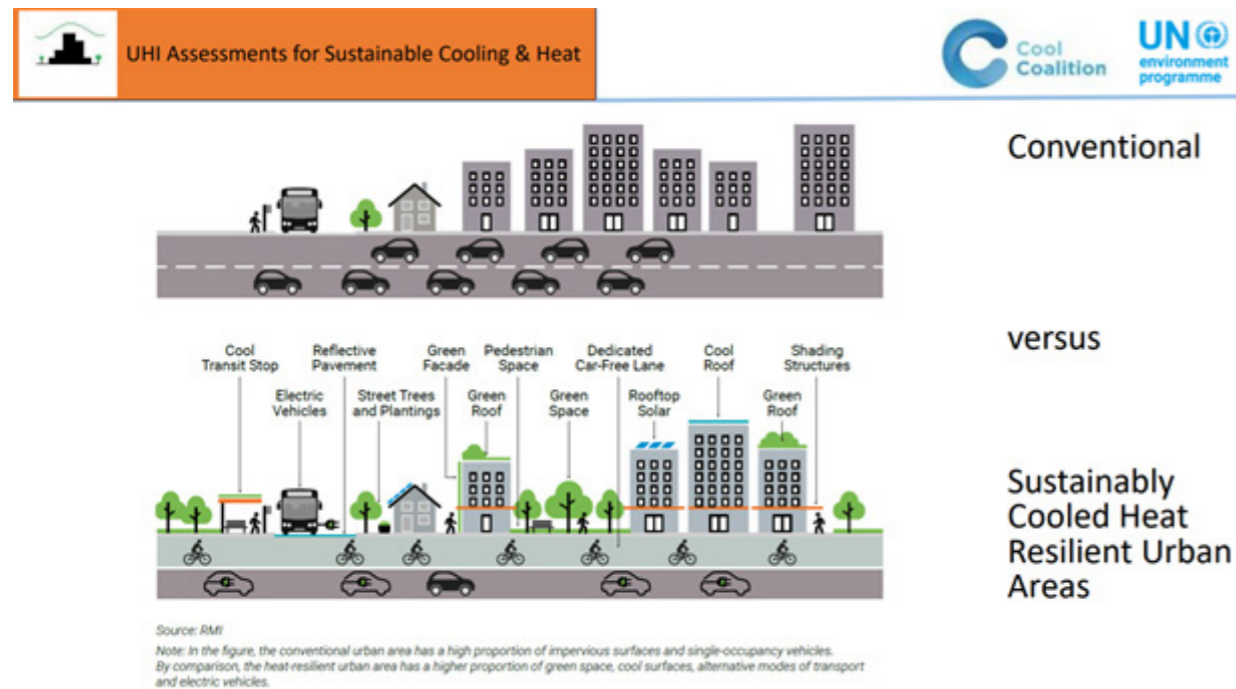 UHI Assessments for Sustainable Cooling & Heat
Cool
Coalition
UN
environment
programme
Conventional
versus
Cool
Transit Stop
Reflective
Pavement
Green
Facade
Pedestrian
Space
Dedicated
Car-Free Lane
Cool
Roof
Shading
Structures
Electric
Vehicles
Street Trees
and Plantings
Green
Roof
Green
Space
Rooftop
Solar
Green
Roof
Sustainably
Cooled Heat
Resilient Urban
Areas
Source: RMI
Note: In the figure, the conventional urban area has a high proportion of impervious surfaces and single-occupancy vehicles.
By comparison, the heat-resilient urban area has a higher proportion of green space, cool surfaces, alternative modes of transport
and electric vehicles.